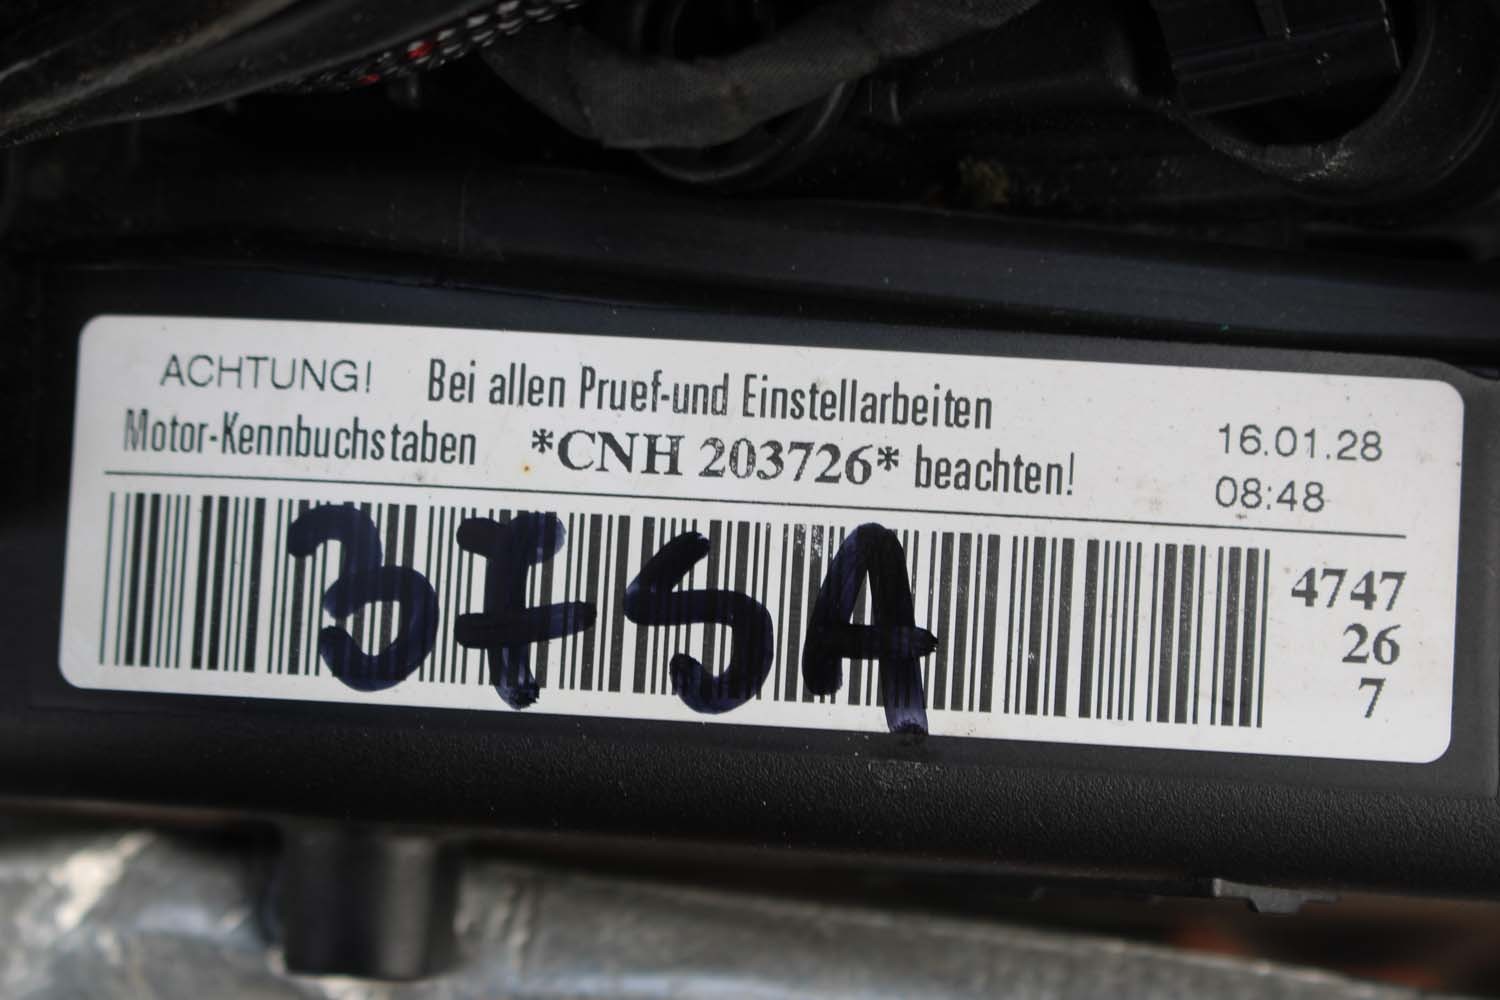 ACHTUNG! Bei allen Pruef-und Einstellarbeiten
Motor-Kennbuchstaben *CNH 203726* beachten!
16.01.28
08:48
4747
26
7
375A